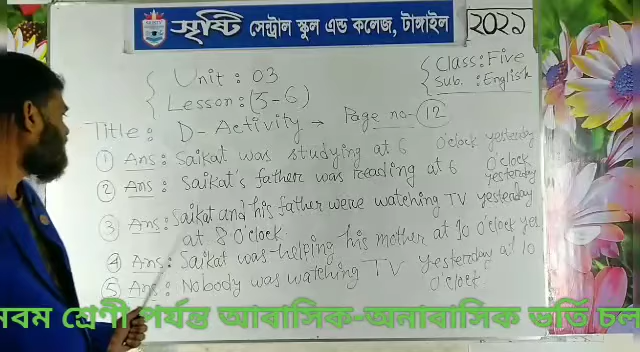 সৃষ্টি সেন্ট্রাল স্কুল এন্ড কলেজ, টাঙ্গাইল
২০২১
Class: Five
Sub.: English
Unit: 03
Lesson: (5-6)
Title: D-Activity → Page no- 12
1 Ans: Saikat was studying at 6 O'clock yesterday
2 Ans: Saikat's father was reading at 6 O'clock yesterday
3 Ans: Saikat and his father were watching TV yesterday
at 8 O'clock.
4 Ans: Saikat was helping his mother at 10 O'clock yes
5 Ans: Nobody was watching TV yesterday at 10
O'clock.
নবম শ্রেণী পর্যন্ত আবাসিক-অনাবাসিক ভর্তি চল